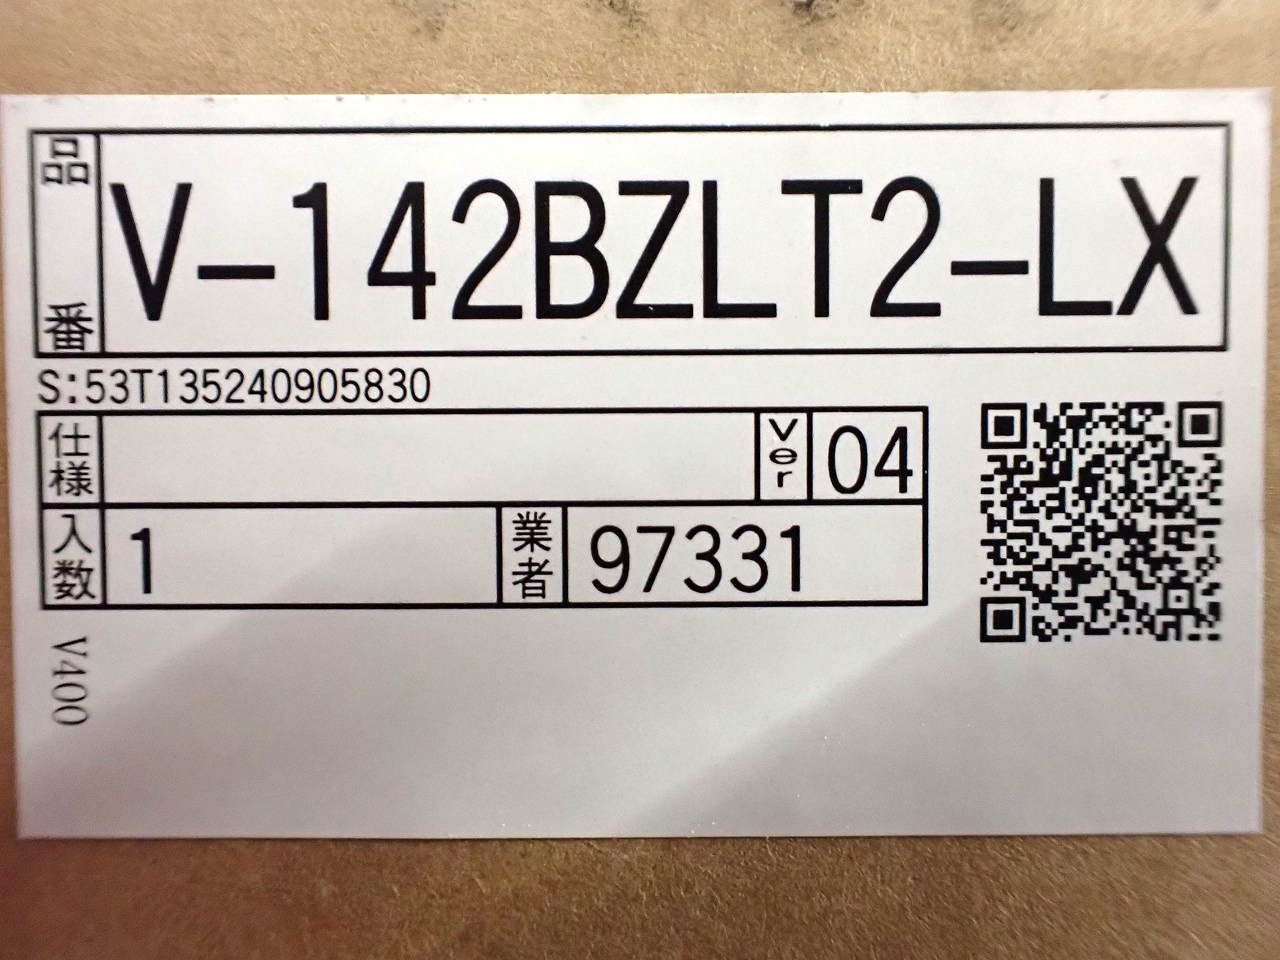 品番 V-142BZLT2-LX
S:53T135240905830
仕様 Ver 04
入数 1 業者 97331
V400